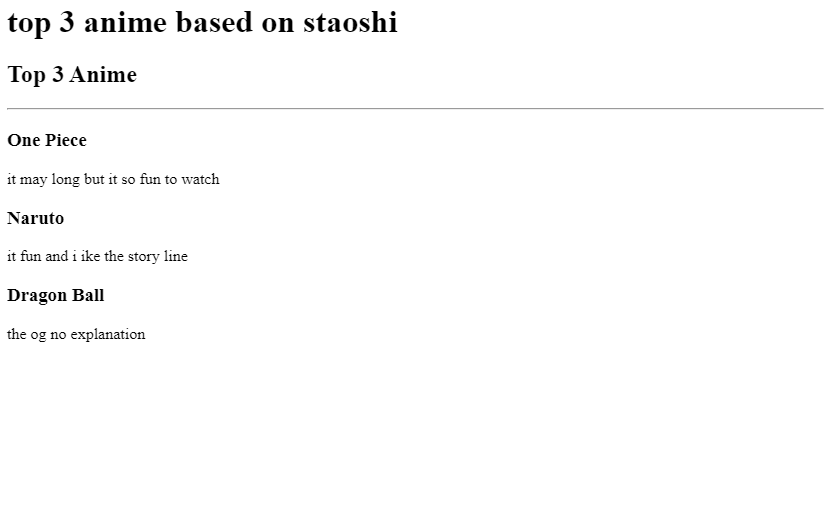 top 3 anime based on staoshi
Top 3 Anime
One Piece
it may long but it so fun to watch
Naruto
it fun and i ike the story line
Dragon Ball
the og no explanation